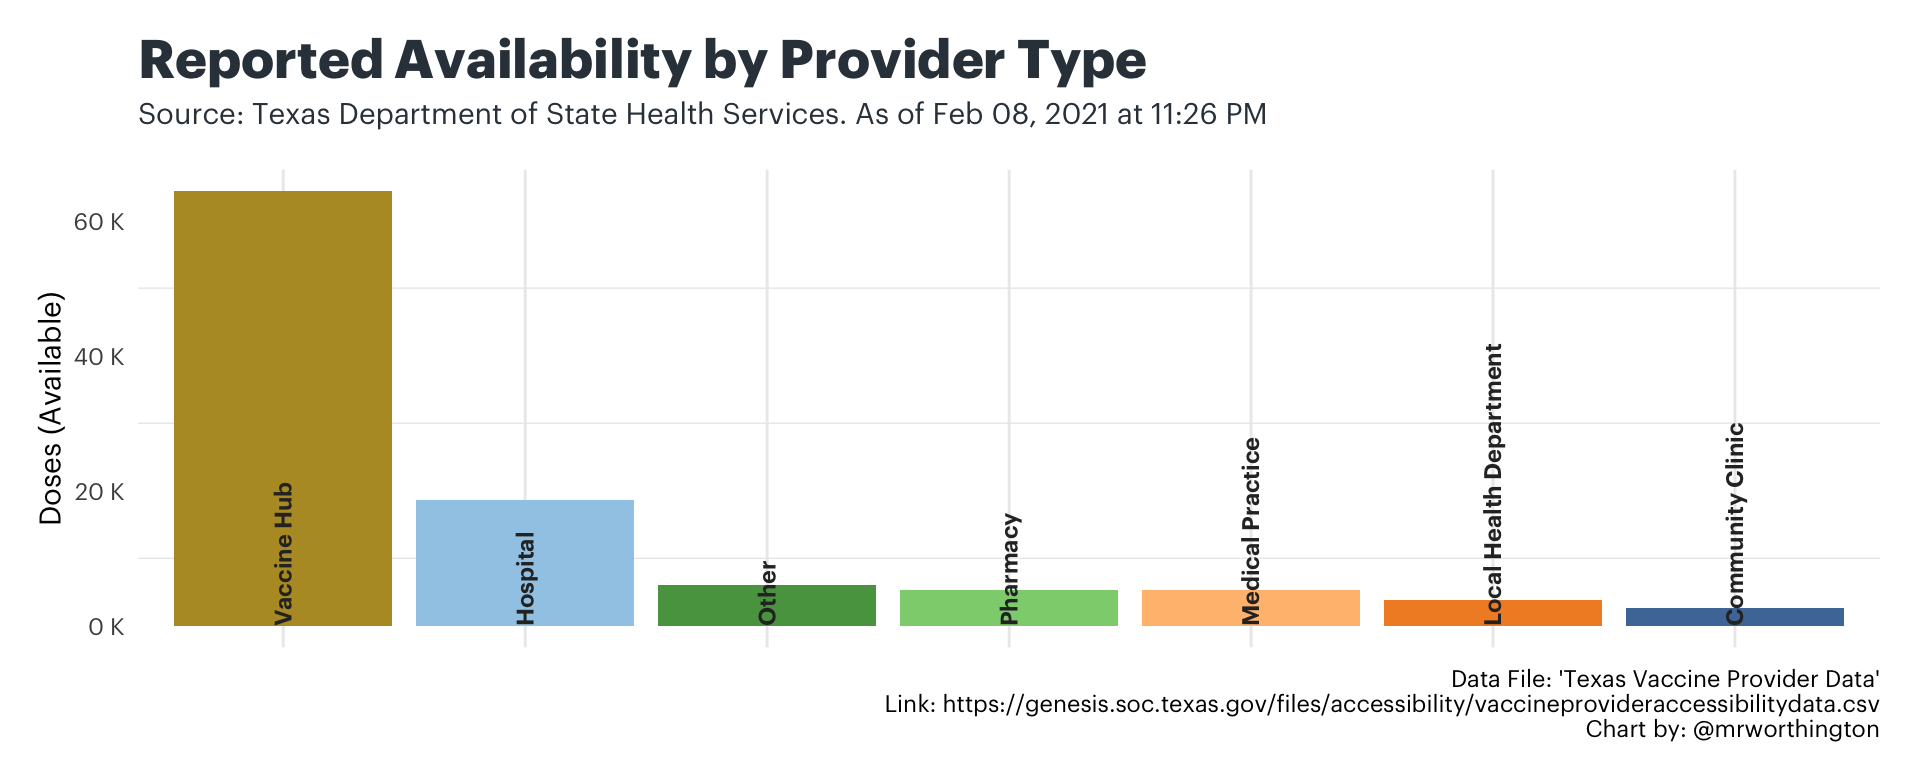 Reported Availability by Provider Type
Source: Texas Department of State Health Services. As of Feb 08, 2021 at 11:26 PM
Doses (Available)
60 K
40 K
20 K
0 K
Vaccine Hub
Hospital
Other
Pharmacy
Medical Practice
Local Health Department
Community Clinic
Data File: 'Texas Vaccine Provider Data'
Link: https://genesis.soc.texas.gov/files/accessibility/vaccineprovideraccessibilitydata.csv
Chart by: @mrworthington